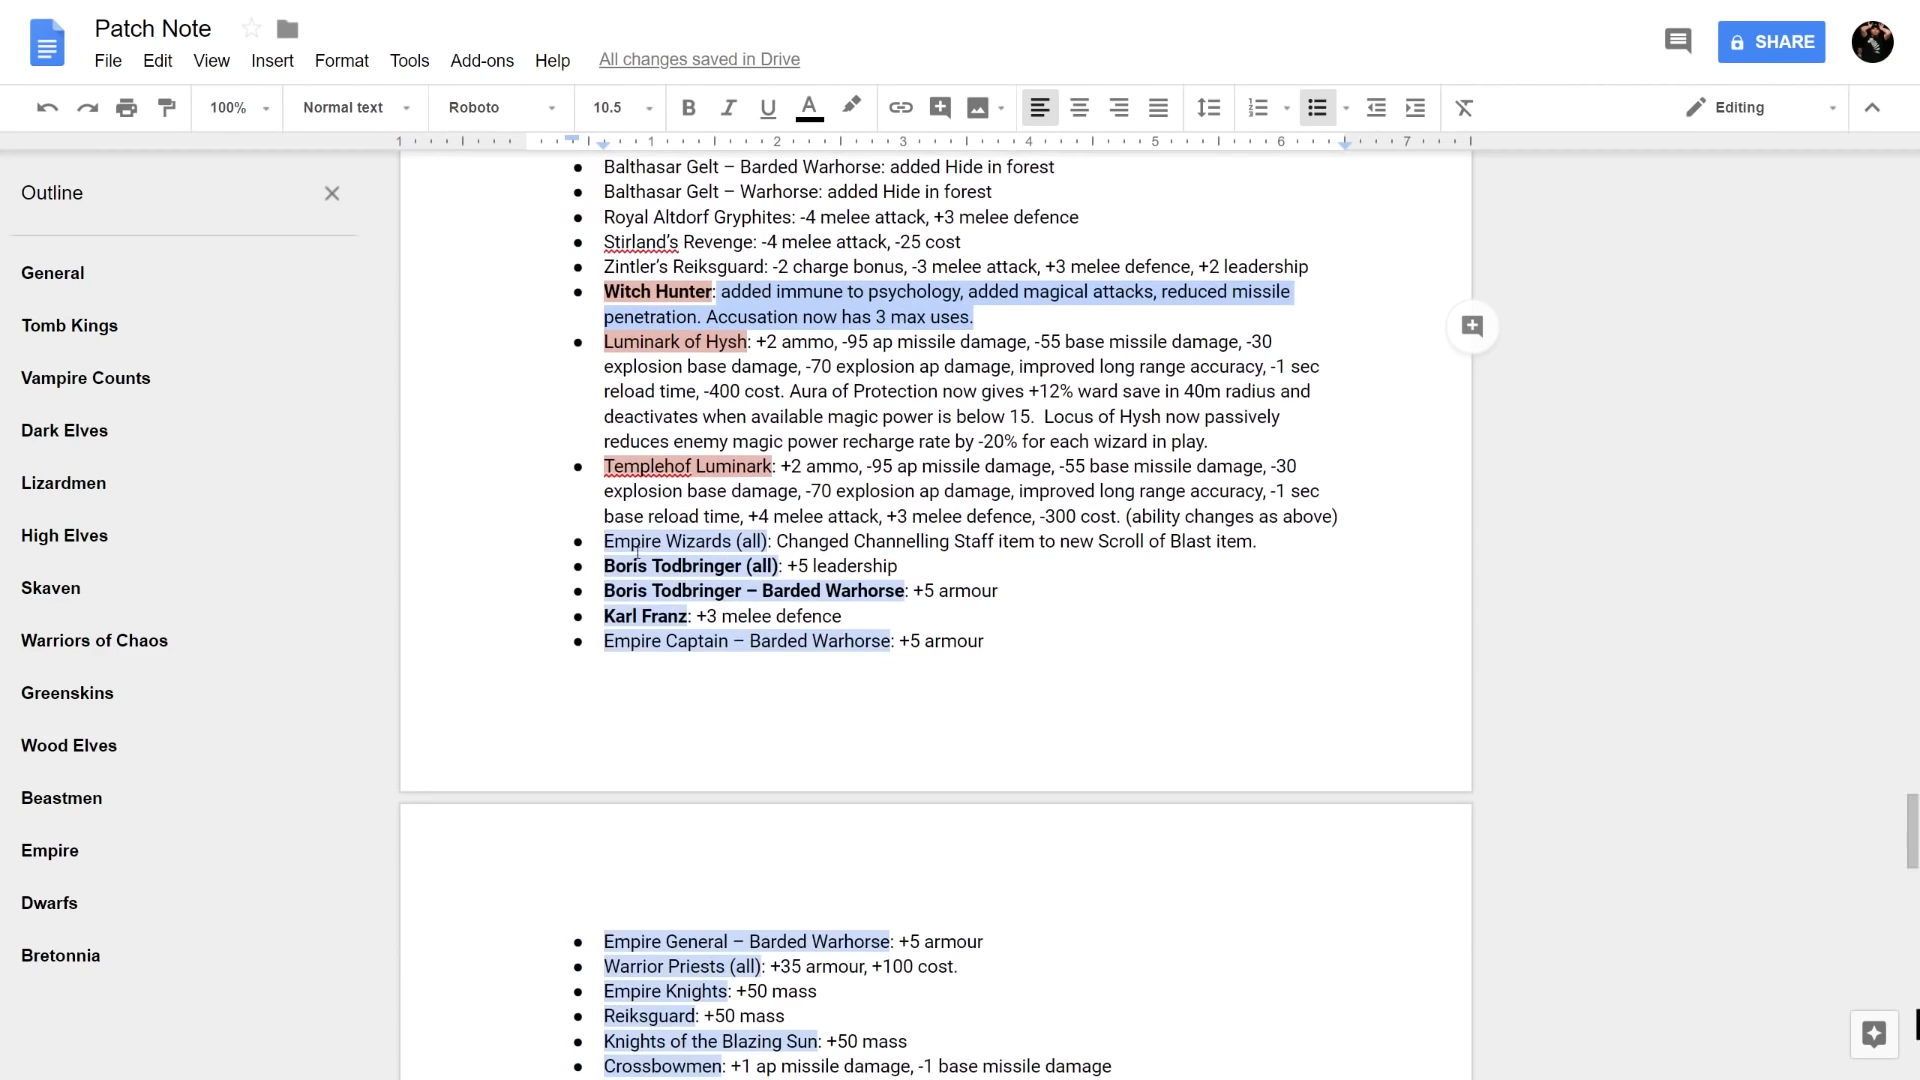 Patch Note
File Edit View Insert Format Tools Add-ons Help All changes saved in Drive
SHARE
100% Normal text Roboto 10.5 B I U A Editing
1 1 2 3 4 5 6 7
Outline
General
Tomb Kings
Vampire Counts
Dark Elves
Lizardmen
High Elves
Skaven
Warriors of Chaos
Greenskins
Wood Elves
Beastmen
Empire
Dwarfs
Bretonnia
● Balthasar Gelt – Barded Warhorse: added Hide in forest
● Balthasar Gelt – Warhorse: added Hide in forest
● Royal Altdorf Gryphites: -4 melee attack, +3 melee defence
● Stirland’s Revenge: -4 melee attack, -25 cost
● Zintler’s Reiksguard: -2 charge bonus, -3 melee attack, +3 melee defence, +2 leadership
● Witch Hunter: added immune to psychology, added magical attacks, reduced missile
penetration. Accusation now has 3 max uses.
● Luminark of Hysh: +2 ammo, -95 ap missile damage, -55 base missile damage, -30
explosion base damage, -70 explosion ap damage, improved long range accuracy, -1 sec
reload time, -400 cost. Aura of Protection now gives +12% ward save in 40m radius and
deactivates when available magic power is below 15.  Locus of Hysh now passively
reduces enemy magic power recharge rate by -20% for each wizard in play.
● Templehof Luminark: +2 ammo, -95 ap missile damage, -55 base missile damage, -30
explosion base damage, -70 explosion ap damage, improved long range accuracy, -1 sec
base reload time, +4 melee attack, +3 melee defence, -300 cost. (ability changes as above)
● Empire Wizards (all): Changed Channelling Staff item to new Scroll of Blast item.
● Boris Todbringer (all): +5 leadership
● Boris Todbringer – Barded Warhorse: +5 armour
● Karl Franz: +3 melee defence
● Empire Captain – Barded Warhorse: +5 armour
● Empire General – Barded Warhorse: +5 armour
● Warrior Priests (all): +35 armour, +100 cost.
● Empire Knights: +50 mass
● Reiksguard: +50 mass
● Knights of the Blazing Sun: +50 mass
● Crossbowmen: +1 ap missile damage, -1 base missile damage